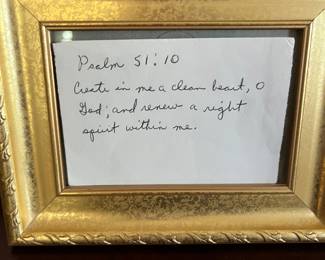 Psalm 51:10
Create in me a clean heart, O
God; and renew a right
spirit within me.